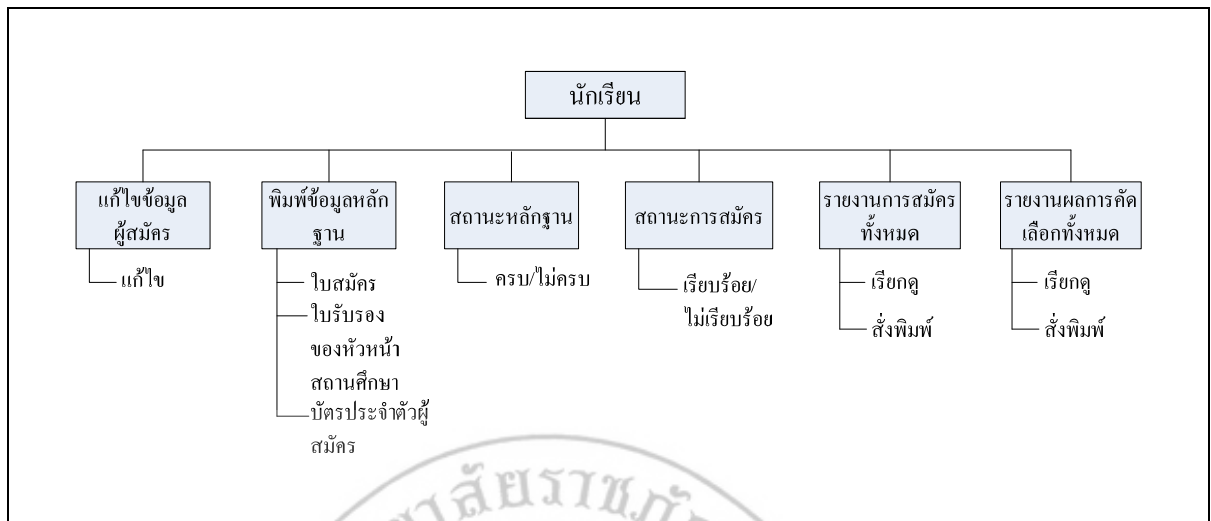 นักเรียน
แก้ไขข้อมูล
ผู้สมัคร
แก้ไข
พิมพ์ข้อมูลหลัก
ฐาน
ใบสมัคร
ใบรับรอง
ของหัวหน้า
สถานศึกษา
บัตรประจำตัวผู้
สมัคร
สถานะหลักฐาน
ครบ/ไม่ครบ
สถานะการสมัคร
เรียบร้อย/
ไม่เรียบร้อย
รายงานการสมัคร
ทั้งหมด
เรียกดู
สั่งพิมพ์
รายงานผลการคัด
เลือกทั้งหมด
เรียกดู
สั่งพิมพ์